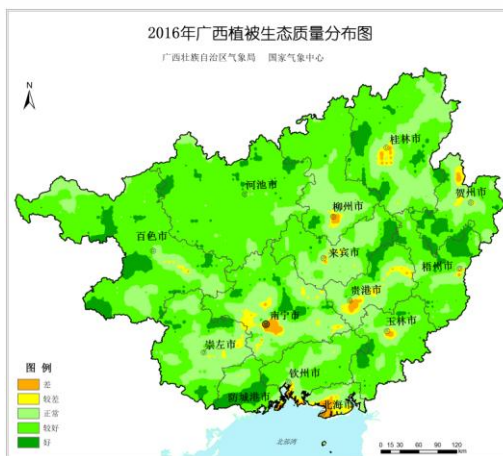 2016年广西植被生态质量分布图
广西壮族自治区气象局 国家气象中心
N
桂林市
河池市
贺州市
柳州市
百色市
来宾市
梧州市
贵港市
南宁市
玉林市
崇左市
钦州市
防城港市
北海市
北部湾
图 例
差
较差
正常
较好
好
0 15 30 60 90 120
km